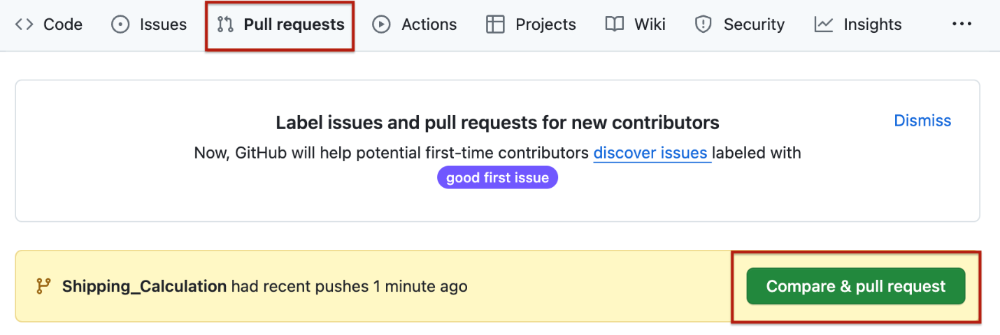 Code Issues Pull requests Actions Projects Wiki Security Insights ...
Label issues and pull requests for new contributors
Dismiss
Now, GitHub will help potential first-time contributors discover issues labeled with
good first issue
Shipping_Calculation had recent pushes 1 minute ago
Compare & pull request